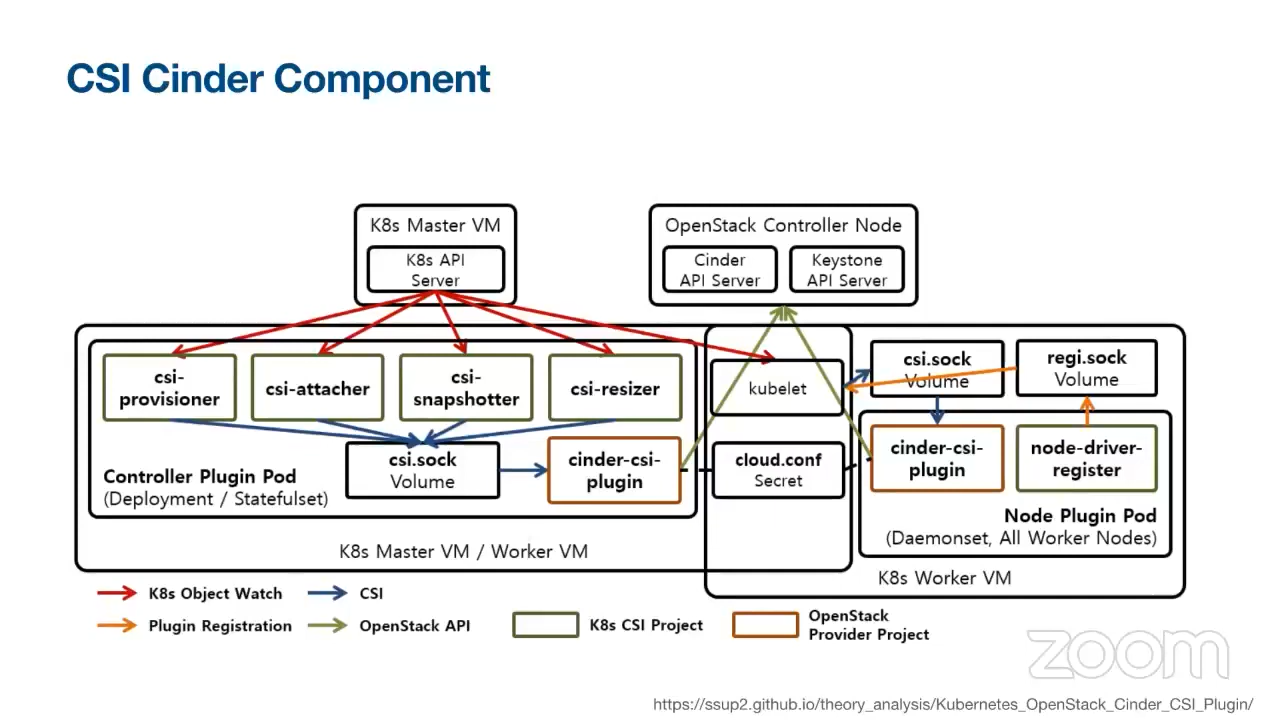 CSI Cinder Component
K8s Master VM
K8s API
Server
OpenStack Controller Node
Cinder
API Server
Keystone
API Server
csi-
provisioner
csi-attacher
csi-
snapshotter
csi-resizer
kubelet
csi.sock
Volume
regi.sock
Volume
Controller Plugin Pod
(Deployment / Statefulset)
csi.sock
Volume
cinder-csi-
plugin
cloud.conf
Secret
cinder-csi-
plugin
node-driver-
register
Node Plugin Pod
(Daemonset, All Worker Nodes)
K8s Master VM / Worker VM
K8s Worker VM
K8s Object Watch
CSI
Plugin Registration
OpenStack API
K8s CSI Project
OpenStack
Provider Project
zoom
https://ssup2.github.io/theory_analysis/Kubernetes_OpenStack_Cinder_CSI_Plugin/